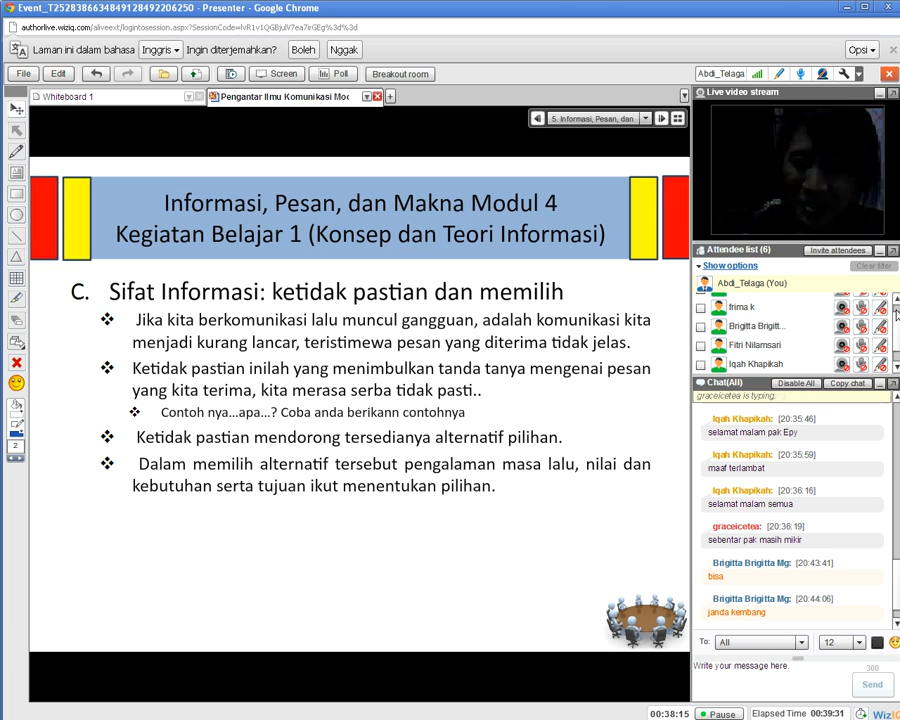 Event_T2528386634849128492206250 - Presenter - Google Chrome
authorlive.wiziq.com/aliveext/logintosession.aspx?SessionCode=lvR1v1QGBjulV7ea7irGEg%3d%3d
Laman ini dalam bahasa Inggris Ingin diterjemahkan? Boleh Nggak Opsi
File Edit Screen Poll Breakout room Abdi_Telaga
Whiteboard 1 Pengantar Ilmu Komunikasi Moc
Live video stream
5. Informasi, Pesan, dan
Informasi, Pesan, dan Makna Modul 4
Kegiatan Belajar 1 (Konsep dan Teori Informasi)
C. Sifat Informasi: ketidak pastian dan memilih
Jika kita berkomunikasi lalu muncul gangguan, adalah komunikasi kita
menjadi kurang lancar, teristimewa pesan yang diterima tidak jelas.
Ketidak pastian inilah yang menimbulkan tanda tanya mengenai pesan
yang kita terima, kita merasa serba tidak pasti..
Contoh nya...apa...? Coba anda berikann contohnya
Ketidak pastian mendorong tersedianya alternatif pilihan.
Dalam memilih alternatif tersebut pengalaman masa lalu, nilai dan
kebutuhan serta tujuan ikut menentukan pilihan.
2
Attendee list (6) Invite attendees
Show options Clear filter
Abdi_Telaga (You)
frima k
Brigitta Brigitt...
Fitri Nilamsari
Iqah Khapikah
Chat(All) Disable All Copy chat
graceicetea is typing.
Iqah Khapikah: [20:35:46]
selamat malam pak Epy
Iqah Khapikah: [20:35:59]
maaf terlambat
Iqah Khapikah: [20:36:16]
selamat malam semua
graceicetea: [20:36:19]
sebentar pak masih mikir
Brigitta Brigitta Mg: [20:43:41]
bisa
Brigitta Brigitta Mg: [20:44:06]
janda kembang
To: All 12
Write your message here. 300
Send
00:38:15 Pause Elapsed Time 00:39:31 WizIQ